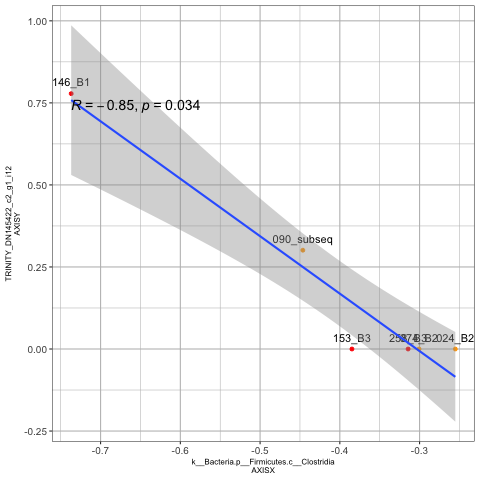 1.00
146_B1
0.75
R = −0.85, p = 0.034
0.50
090_subseq
0.25
153_B3
024_B2
0.00
-0.25
-0.7
-0.6
-0.5
-0.4
-0.3
TRINITY_DN145422_c2_g1_i12
AXISY
k__Bacteria.p__Firmicutes.c__Clostridia
AXISX